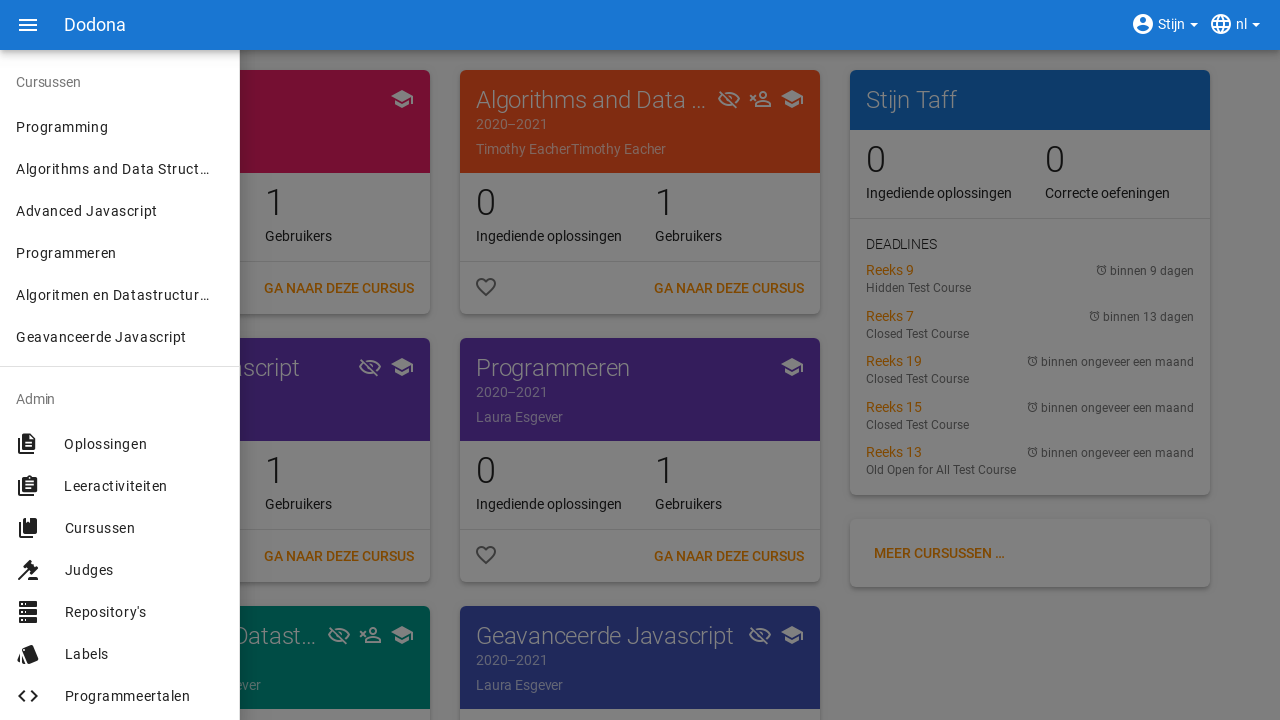 Dodona
Stijn
nl
Cursussen
Programming
Algorithms and Data Struct...
Advanced Javascript
Programmeren
Algoritmen en Datastructur...
Geavanceerde Javascript
Admin
Oplossingen
Leeractiviteiten
Cursussen
Judges
Repository's
Labels
Programmeertalen
1
Gebruikers
GA NAAR DEZE CURSUS
Algorithms and Data ...
2020–2021
Timothy EacherTimothy Eacher
0
Ingediende oplossingen
1
Gebruikers
GA NAAR DEZE CURSUS
1
Gebruikers
GA NAAR DEZE CURSUS
Programmeren
2020–2021
Laura Esgever
0
Ingediende oplossingen
1
Gebruikers
GA NAAR DEZE CURSUS
Datast...
Geavanceerde Javascript
2020–2021
Laura Esgever
Stijn Taff
0
Ingediende oplossingen
0
Correcte oefeningen
DEADLINES
Reeks 9
binnen 9 dagen
Hidden Test Course
Reeks 7
binnen 13 dagen
Closed Test Course
Reeks 19
binnen ongeveer een maand
Closed Test Course
Reeks 15
binnen ongeveer een maand
Closed Test Course
Reeks 13
binnen ongeveer een maand
Old Open for All Test Course
MEER CURSUSSEN ...